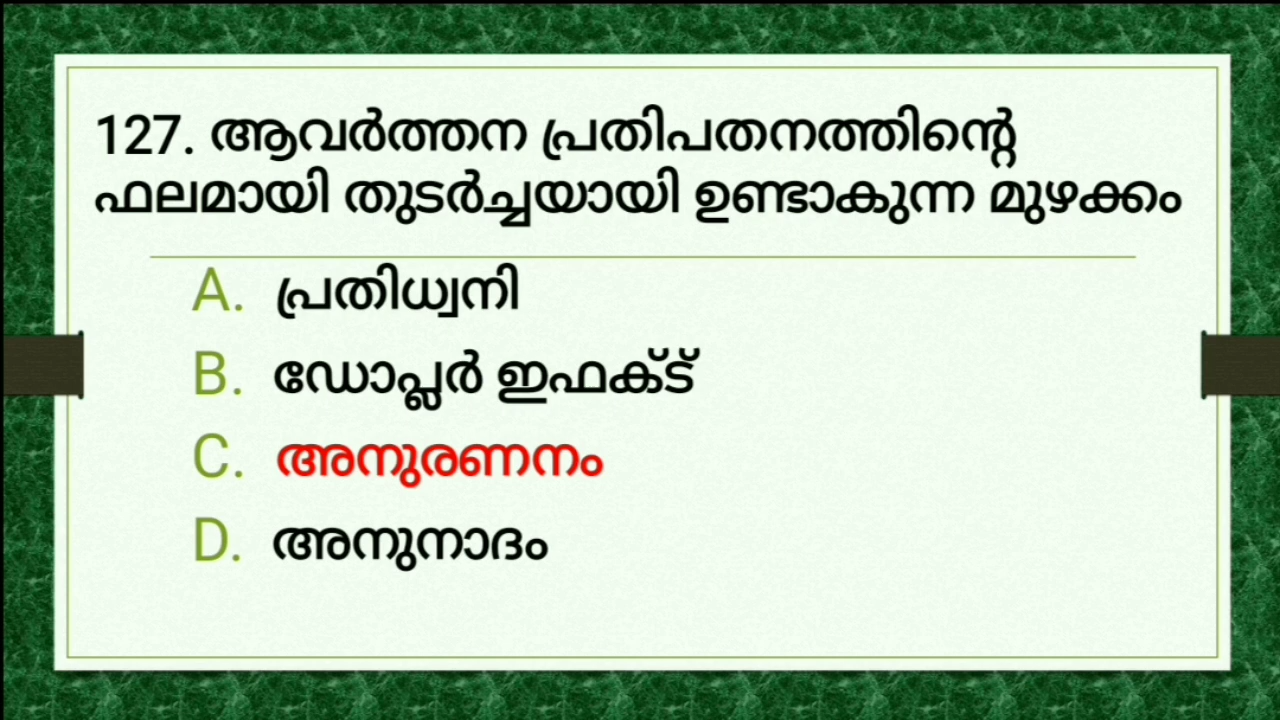 127. ആവർത്തന പ്രതിപതനത്തിന്റെ
ഫലമായി തുടർച്ചയായി ഉണ്ടാകുന്ന മുഴക്കം
A. പ്രതിധ്വനി
B. ഡോപ്ലർ ഇഫക്ട്
C. അനുരണനം
D. അനുനാദം